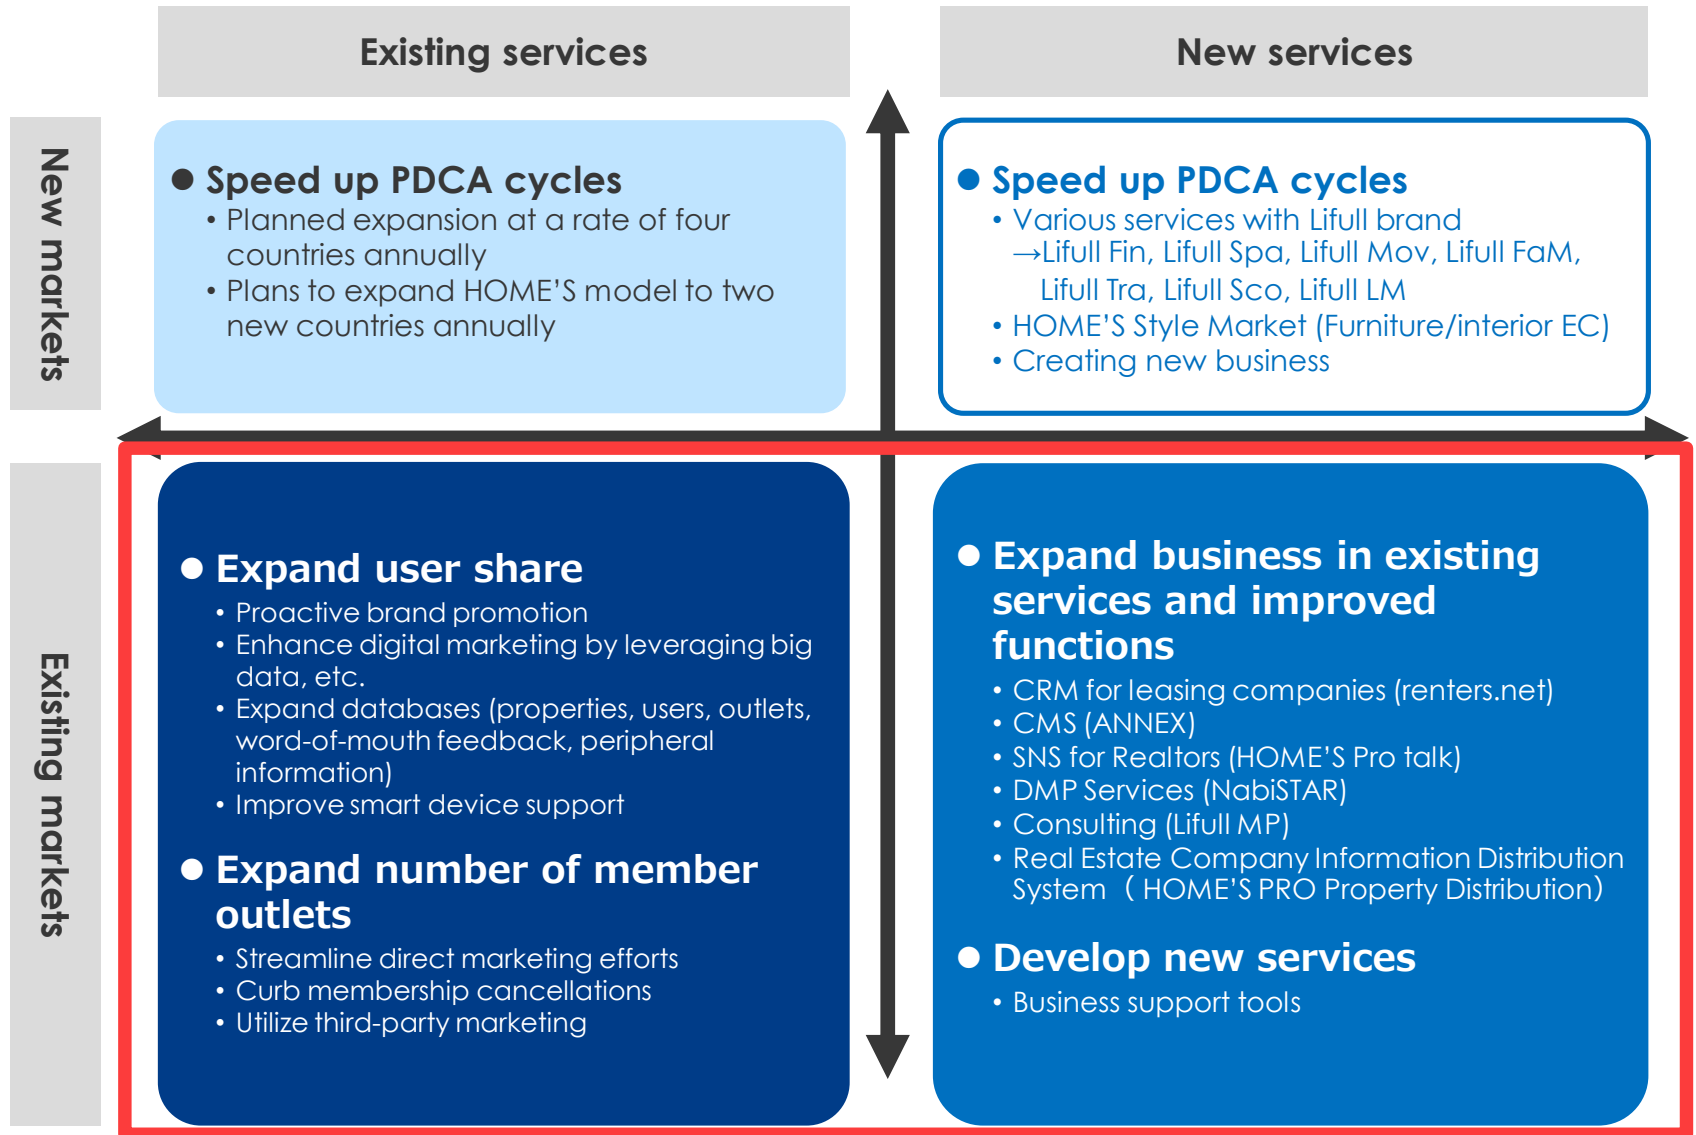 Existing services
New services
New markets
● Speed up PDCA cycles
• Planned expansion at a rate of four
countries annually
• Plans to expand HOME’S model to two
new countries annually
● Speed up PDCA cycles
• Various services with Lifull brand
→Lifull Fin, Lifull Spa, Lifull Mov, Lifull FaM,
Lifull Tra, Lifull Sco, Lifull LM
• HOME’S Style Market (Furniture/interior EC)
• Creating new business
Existing markets
● Expand user share
• Proactive brand promotion
• Enhance digital marketing by leveraging big
data, etc.
• Expand databases (properties, users, outlets,
word-of-mouth feedback, peripheral
information)
• Improve smart device support
● Expand number of member
outlets
• Streamline direct marketing efforts
• Curb membership cancellations
• Utilize third-party marketing
● Expand business in existing
services and improved
functions
• CRM for leasing companies (renters.net)
• CMS (ANNEX)
• SNS for Realtors (HOME’S Pro talk)
• DMP Services (NabiSTAR)
• Consulting (Lifull MP)
• Real Estate Company Information Distribution
System（ HOME’S PRO Property Distribution）
● Develop new services
• Business support tools